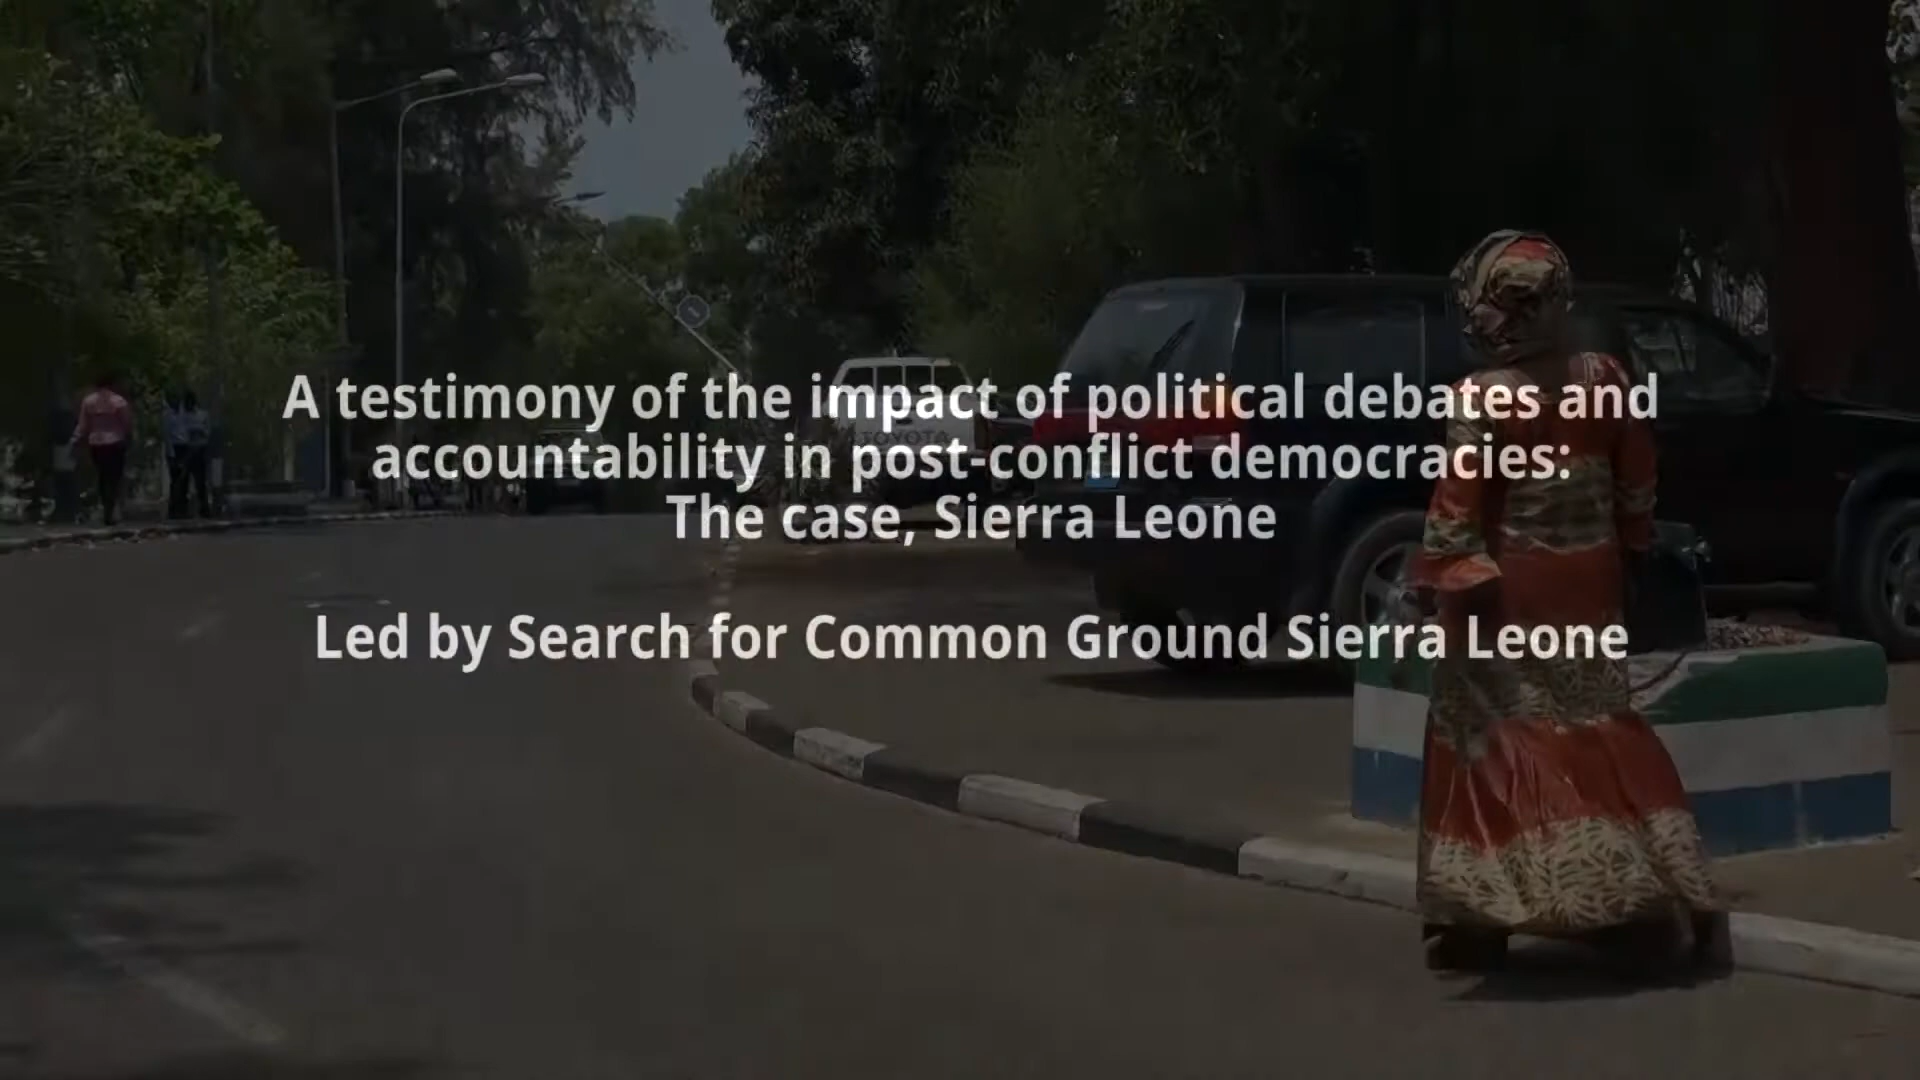 A testimony of the impact of political debates and
accountability in post-conflict democracies:
The case, Sierra Leone
Led by Search for Common Ground Sierra Leone
TOYOTA